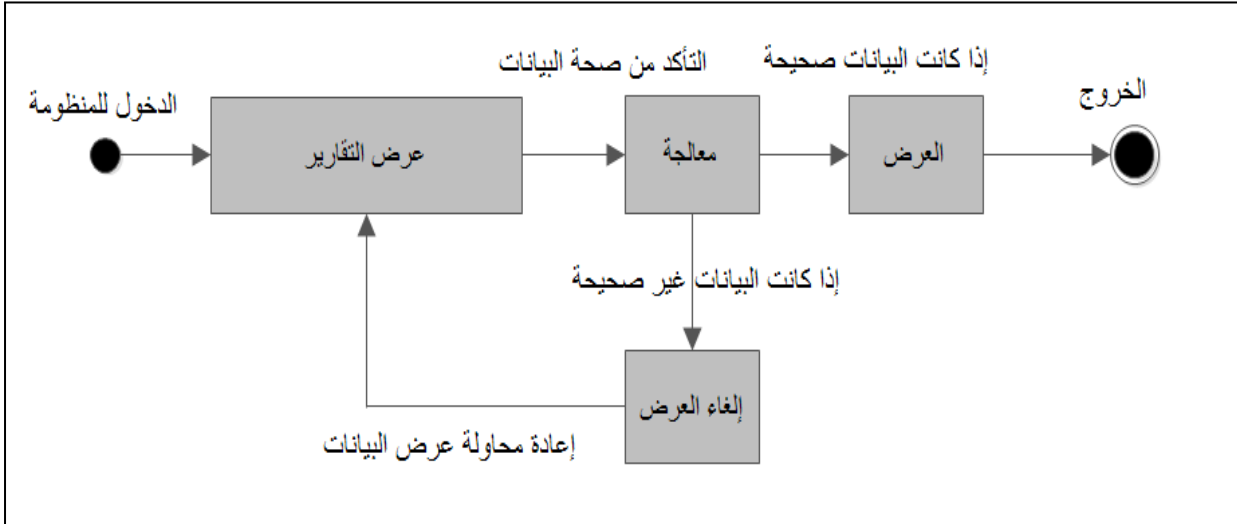 الدخول للمنظومة
عرض التقارير
التأكد من صحة البيانات
معالجة
إذا كانت البيانات صحيحة
العرض
الخروج
إذا كانت البيانات غير صحيحة
إلغاء العرض
إعادة محاولة عرض البيانات